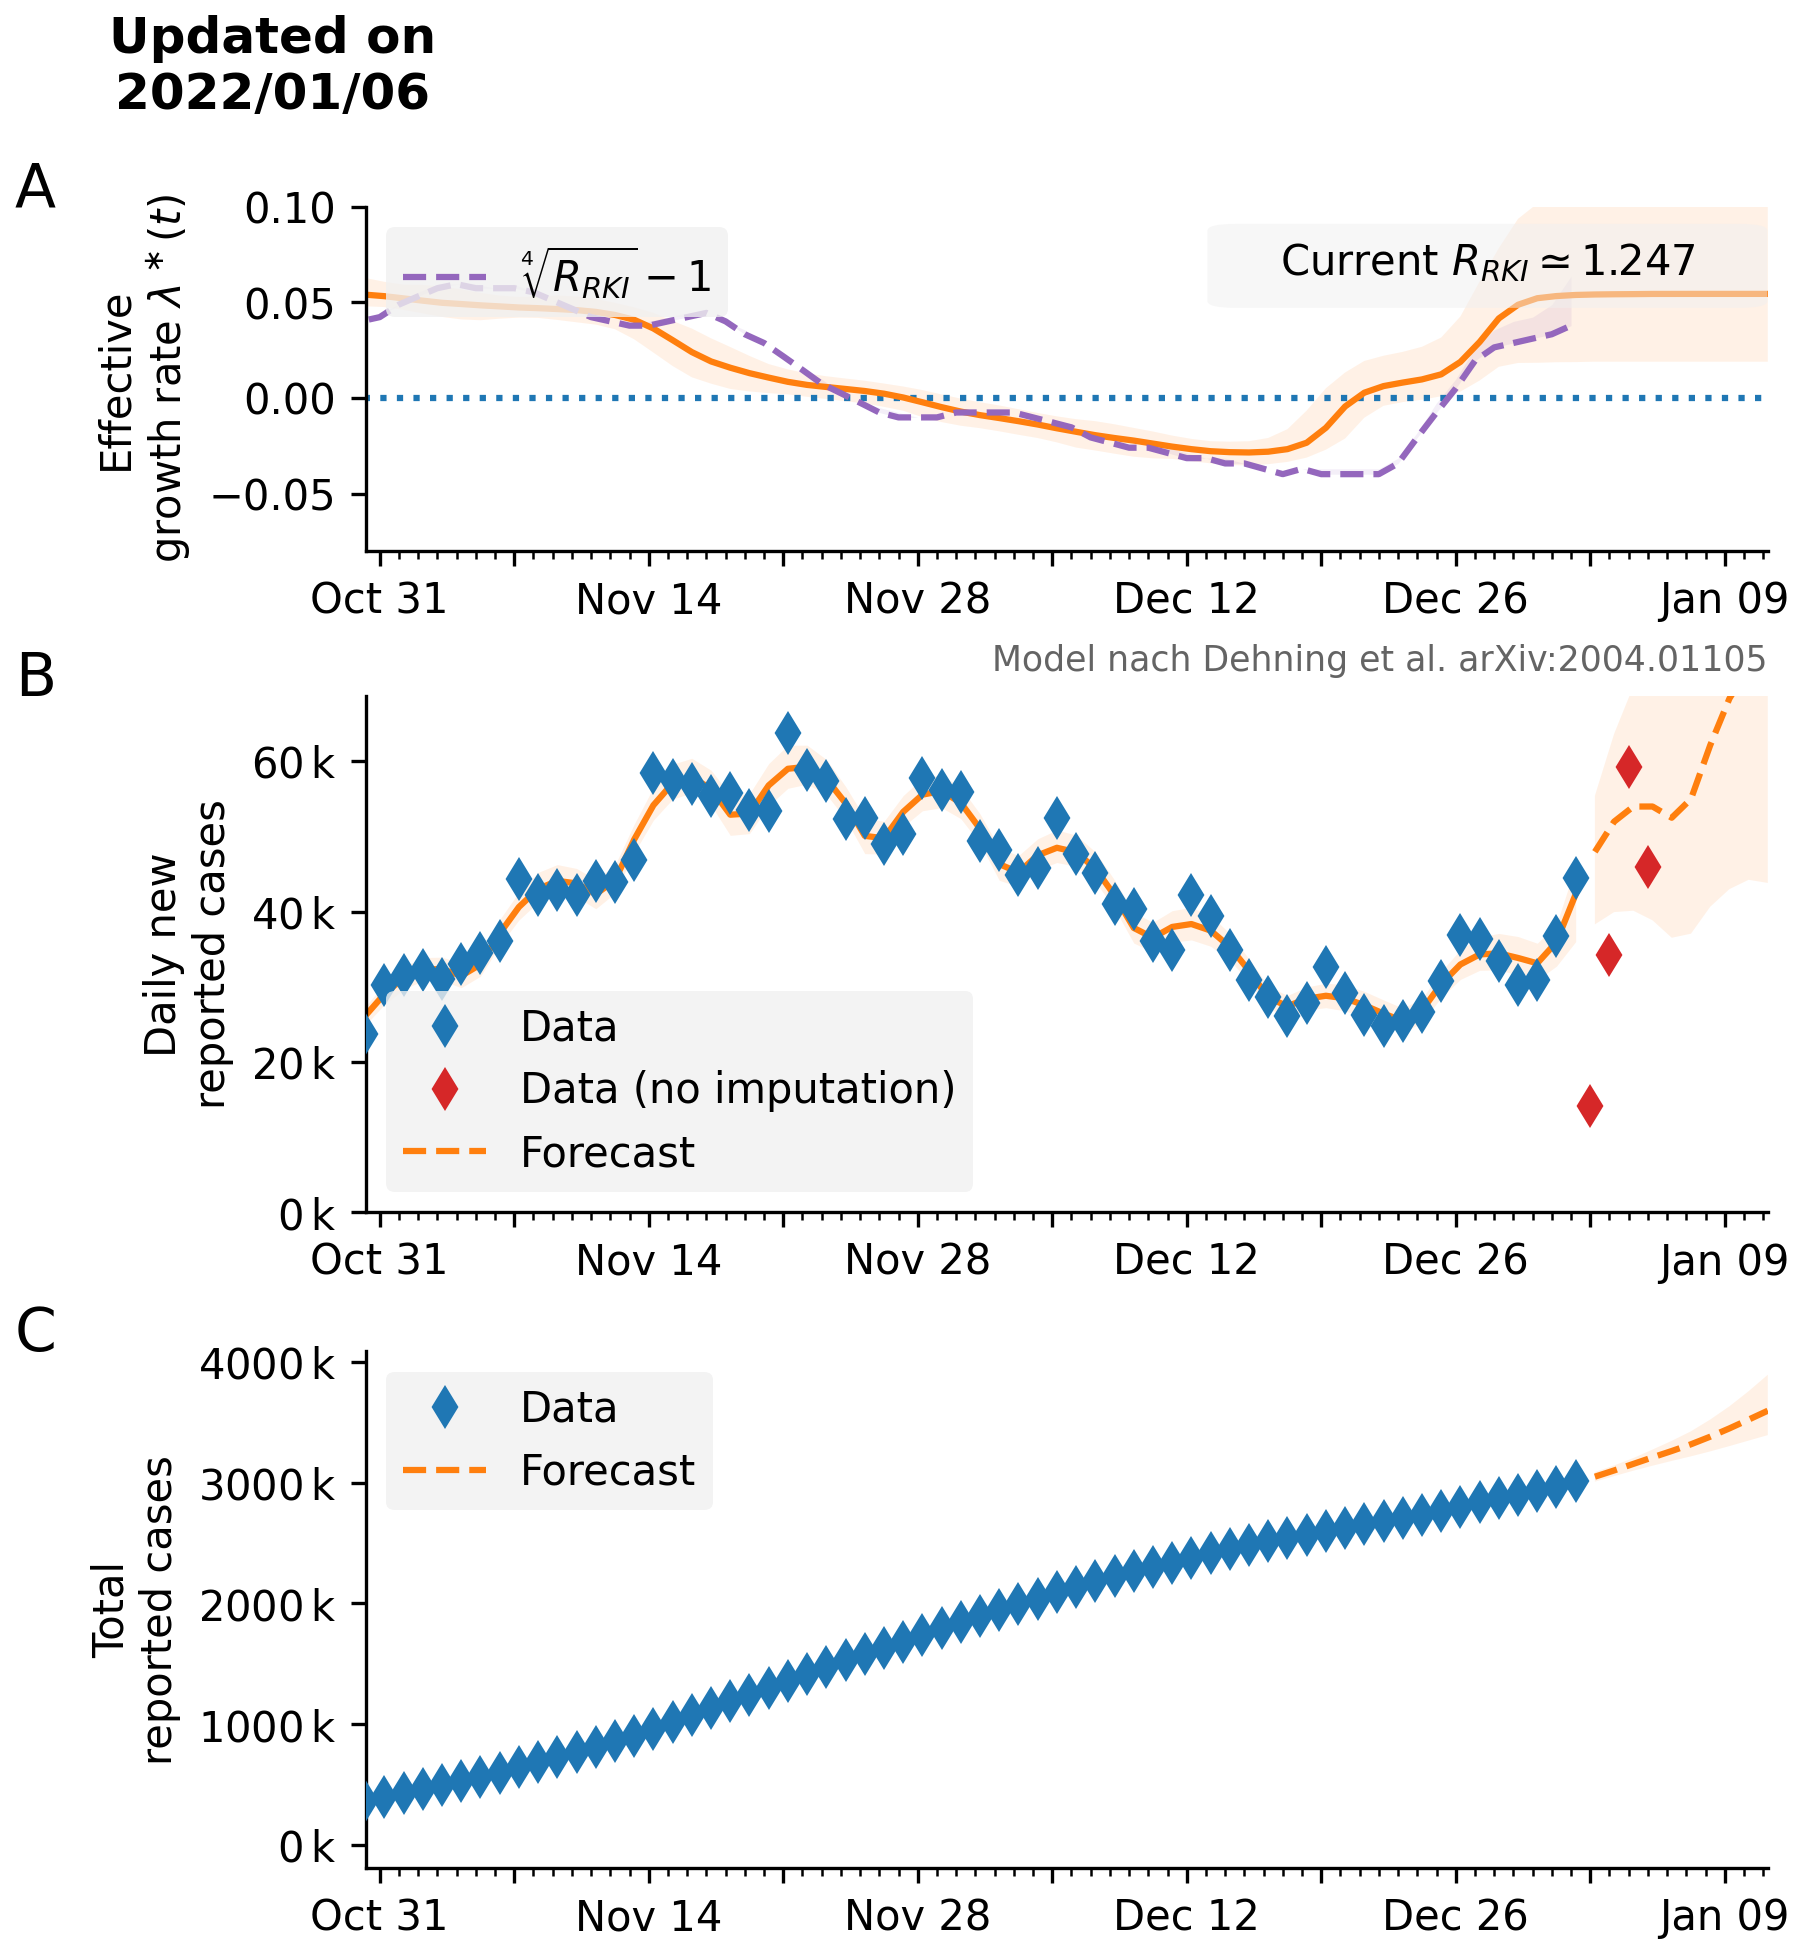 Updated on
2022/01/06
A
Effective
growth rate λ * (t)
0.10
0.05
0.00
−0.05
∜R_RKI − 1
Current R_RKI ≃ 1.247
Oct 31 Nov 14 Nov 28 Dec 12 Dec 26 Jan 09
Model nach Dehning et al. arXiv:2004.01105
B
Daily new
reported cases
60 k
40 k
20 k
0 k
Data
Data (no imputation)
Forecast
Oct 31 Nov 14 Nov 28 Dec 12 Dec 26 Jan 09
C
Total
reported cases
4000 k
3000 k
2000 k
1000 k
0 k
Data
Forecast
Oct 31 Nov 14 Nov 28 Dec 12 Dec 26 Jan 09